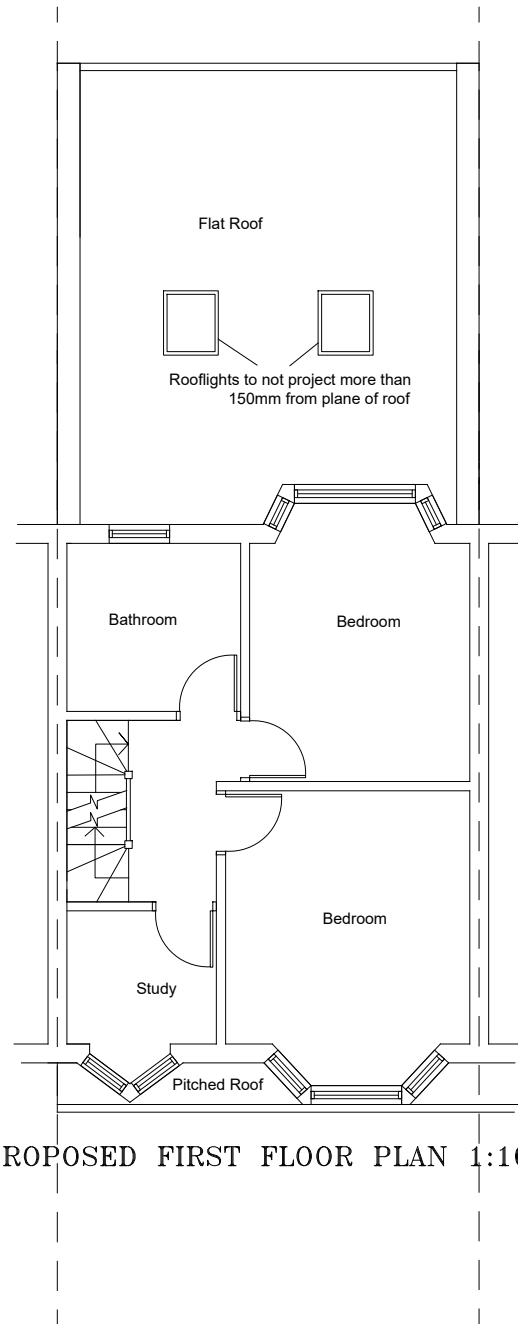 Flat Roof
Rooflights to not project more than
150mm from plane of roof
Bathroom
Bedroom
Bedroom
Study
Pitched Roof
ROPOSED FIRST FLOOR PLAN 1:1